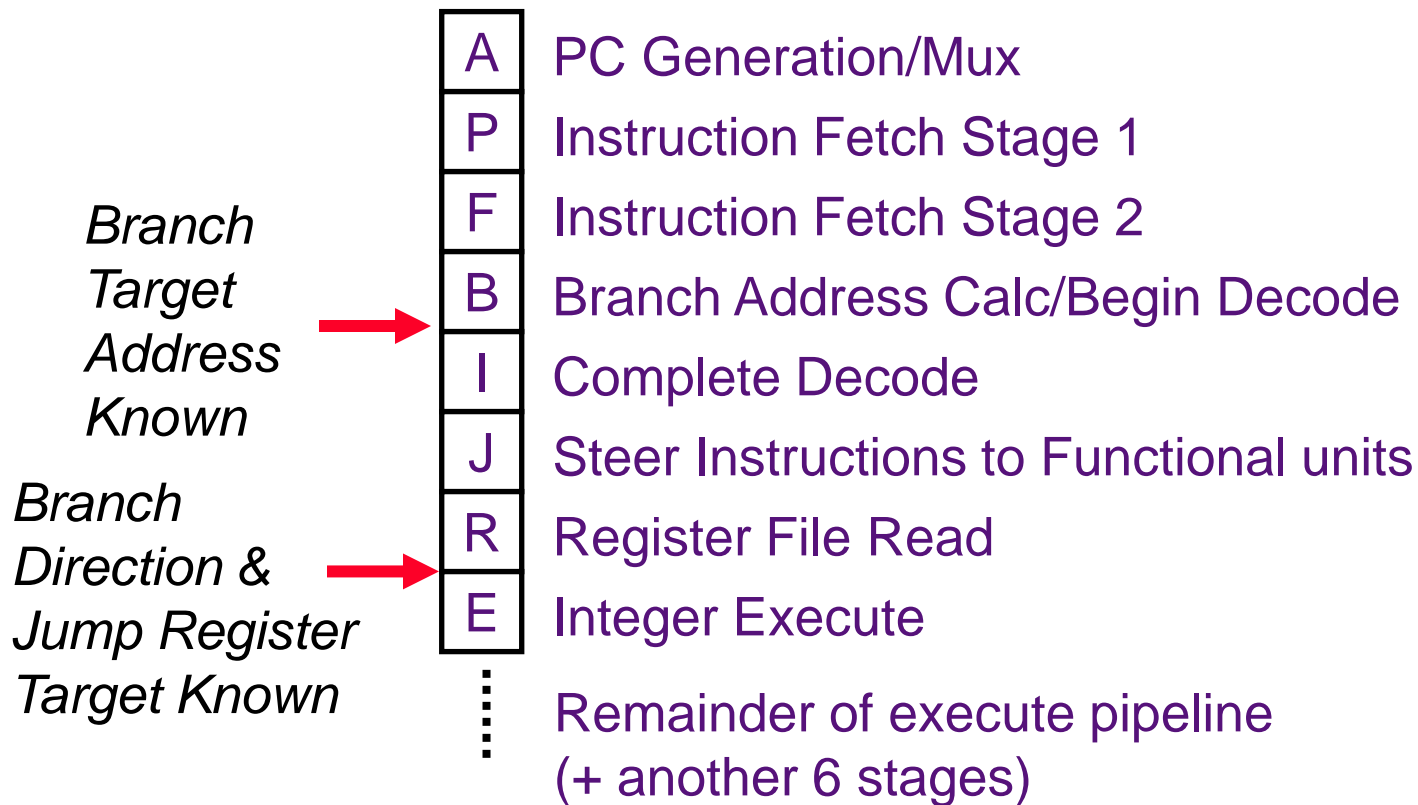 A PC Generation/Mux
P Instruction Fetch Stage 1
F Instruction Fetch Stage 2
B Branch Address Calc/Begin Decode
I Complete Decode
J Steer Instructions to Functional units
R Register File Read
E Integer Execute
Remainder of execute pipeline
(+ another 6 stages)
Branch
Target
Address
Known
Branch
Direction &
Jump Register
Target Known